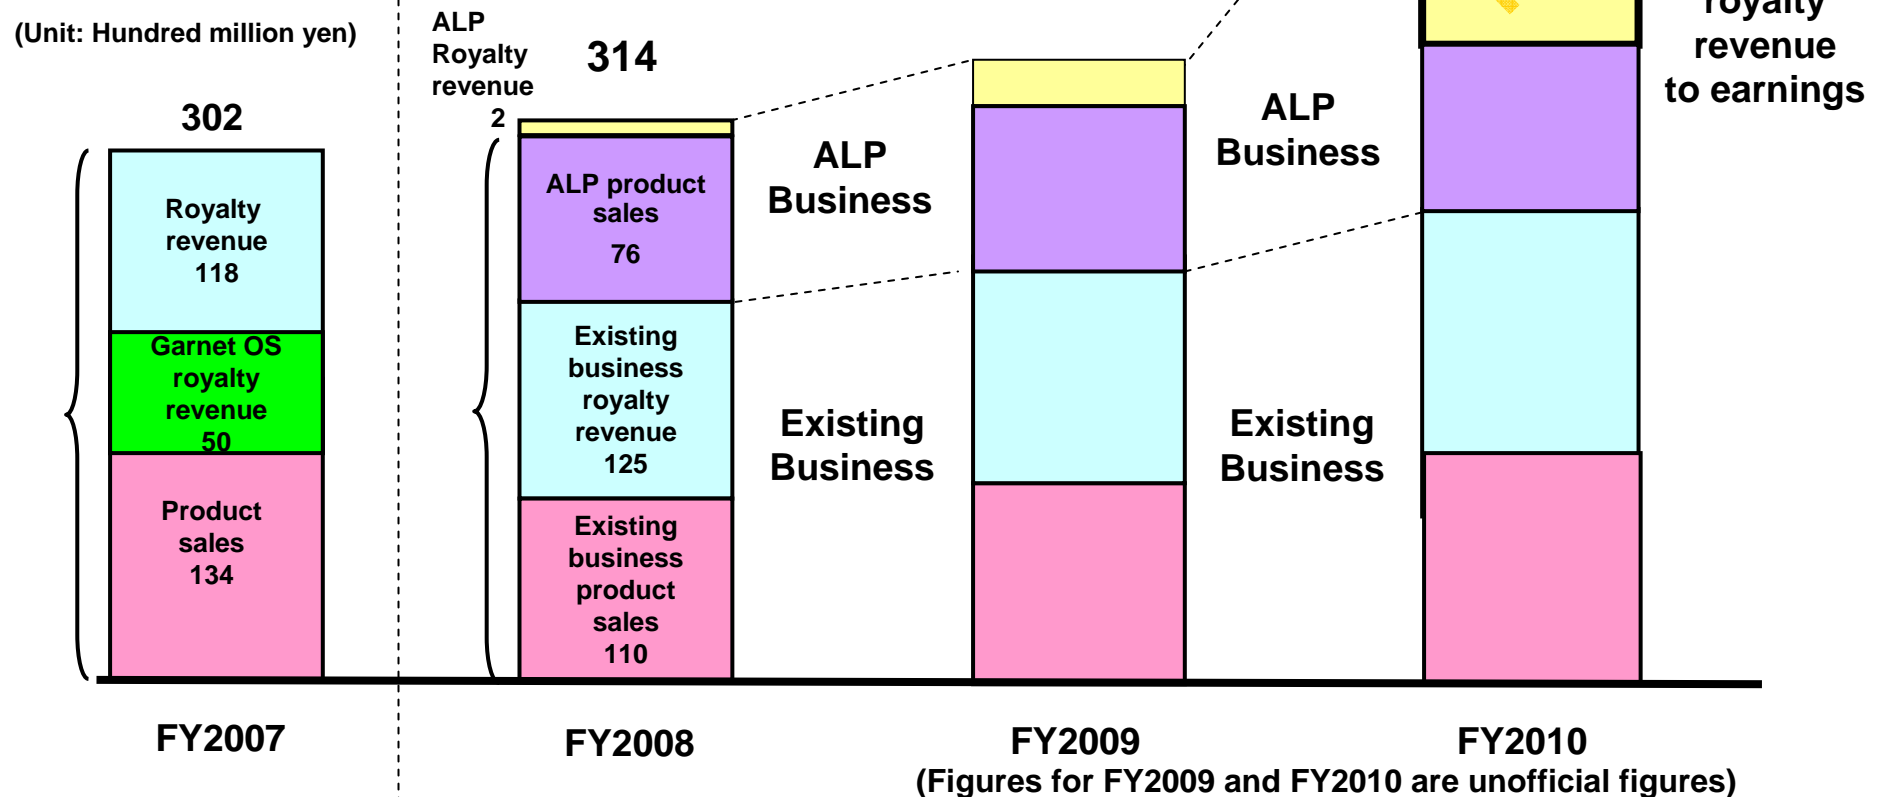 (Unit: Hundred million yen)
302
Royalty
revenue
118
Garnet OS
royalty
revenue
50
Product
sales
134
FY2007
ALP
Royalty
revenue
2
314
ALP product
sales
76
Existing
business
royalty
revenue
125
Existing
business
product
sales
110
FY2008
ALP
Business
Existing
Business
FY2009
ALP
Business
Existing
Business
FY2010
royalty
revenue
to earnings
(Figures for FY2009 and FY2010 are unofficial figures)